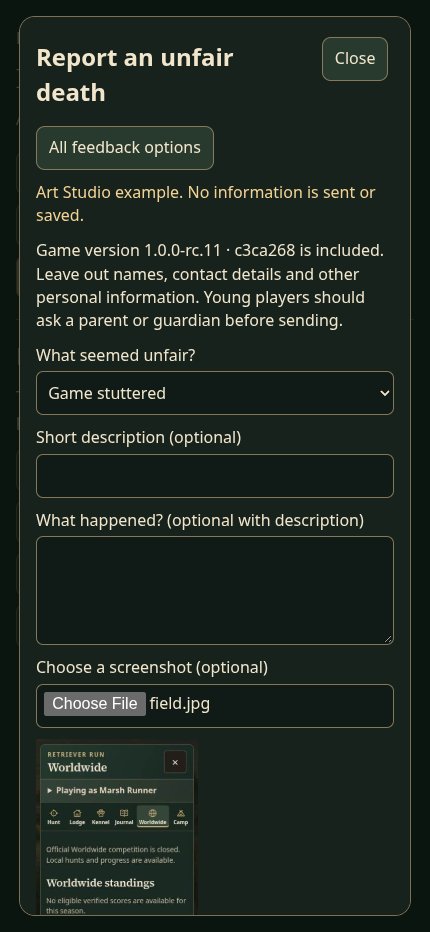 Report an unfair
death
Close
All feedback options
Art Studio example. No information is sent or
saved.
Game version 1.0.0-rc.11 · c3ca268 is included.
Leave out names, contact details and other
personal information. Young players should
ask a parent or guardian before sending.
What seemed unfair?
Game stuttered
Short description (optional)
What happened? (optional with description)
Choose a screenshot (optional)
Choose File field.jpg
RETRIEVER RUN
Worldwide
×
▶ Playing as Marsh Runner
Hunt Lodge Kennel Journal Worldwide Camp
Official Worldwide competition is closed.
Local hunts and progress are available.
Worldwide standings
No eligible verified scores are available for
this season.